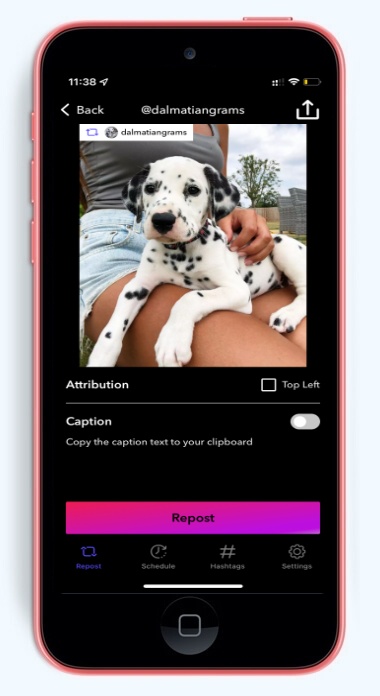 11:38
Back @dalmatiangrams
dalmatiangrams
Attribution Top Left
Caption
Copy the caption text to your clipboard
Repost
Repost Schedule Hashtags Settings